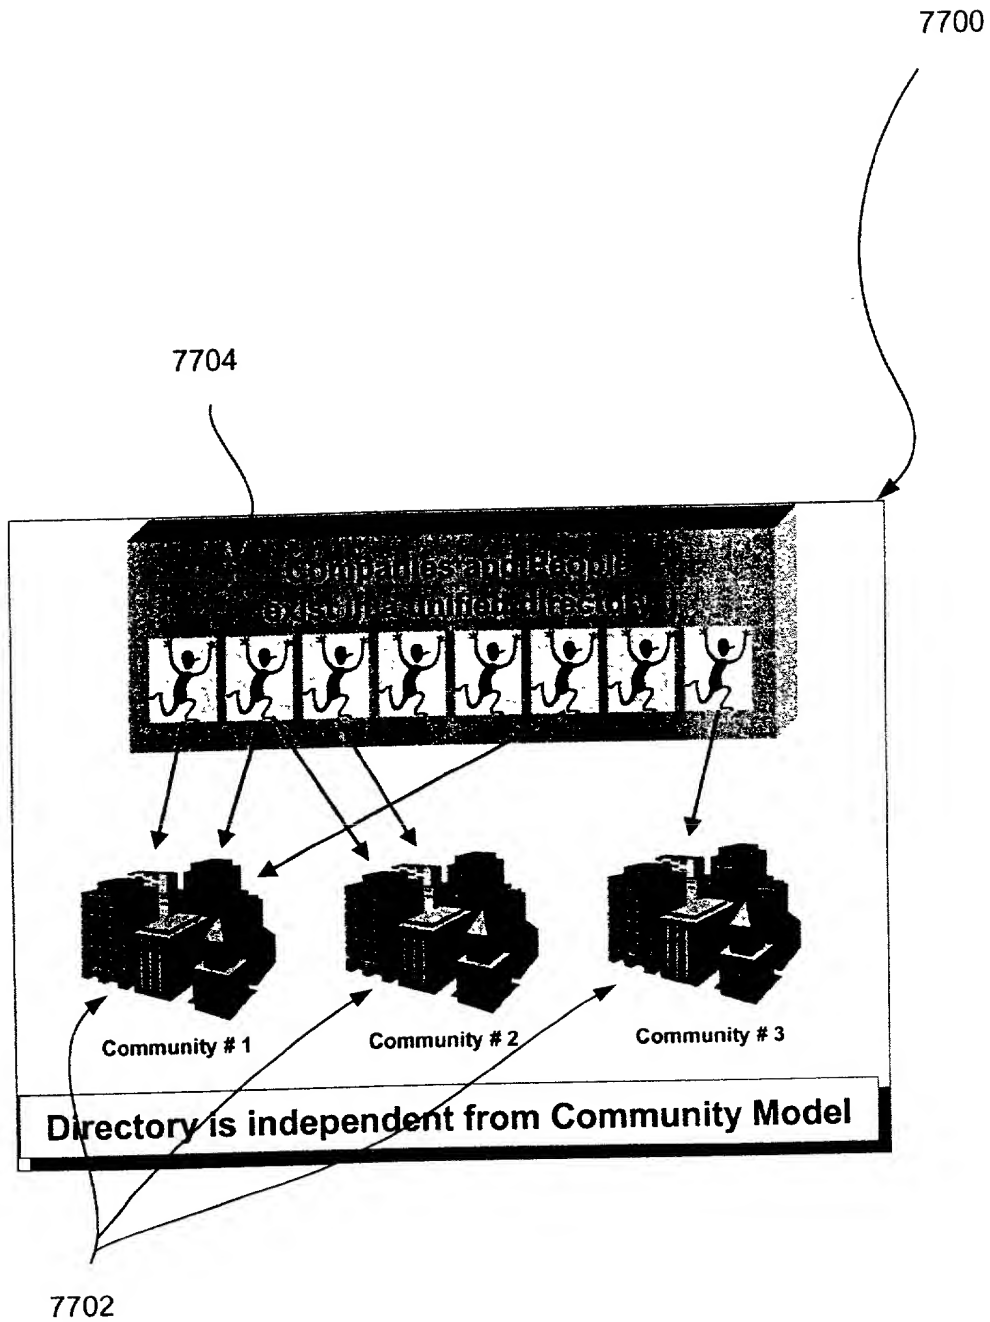 7700
7704
Companies and People
exist in a unified directory
Community # 1
Community # 2
Community # 3
Directory is independent from Community Model
7702